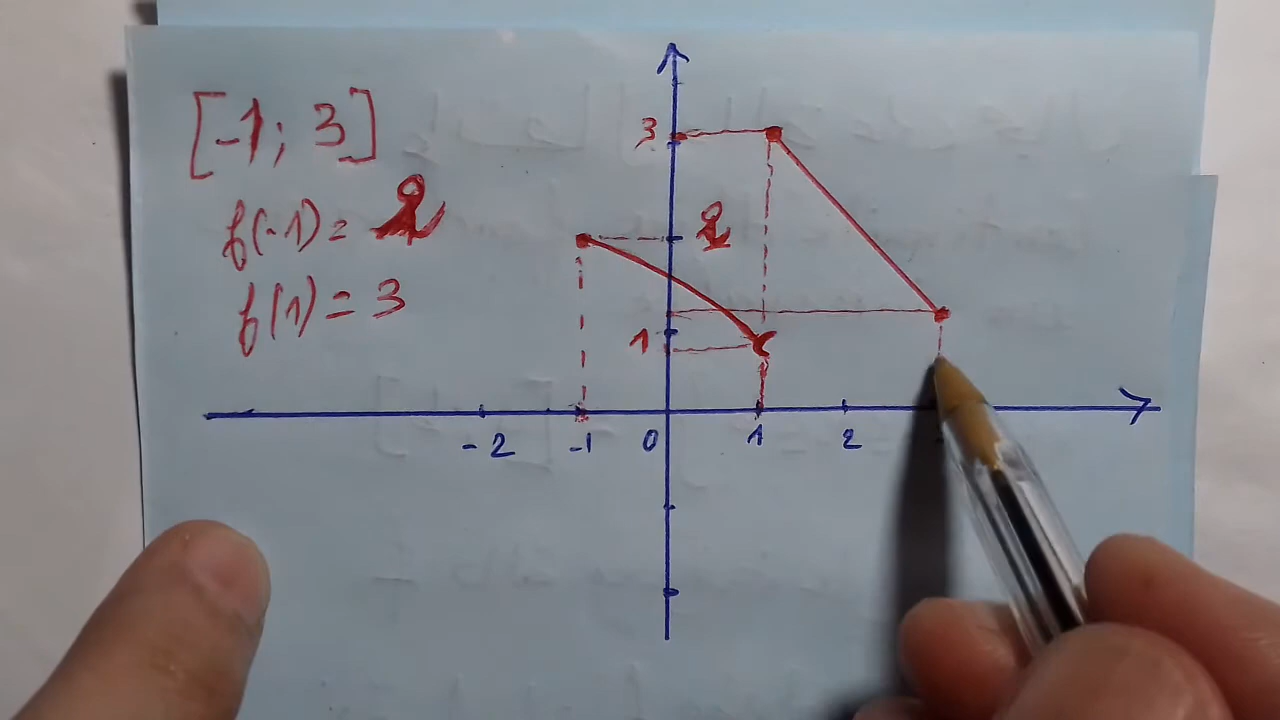 [-1; 3]
f(-1) = 2
f(1) = 3
3
2
1
-2 -1 0 1 2